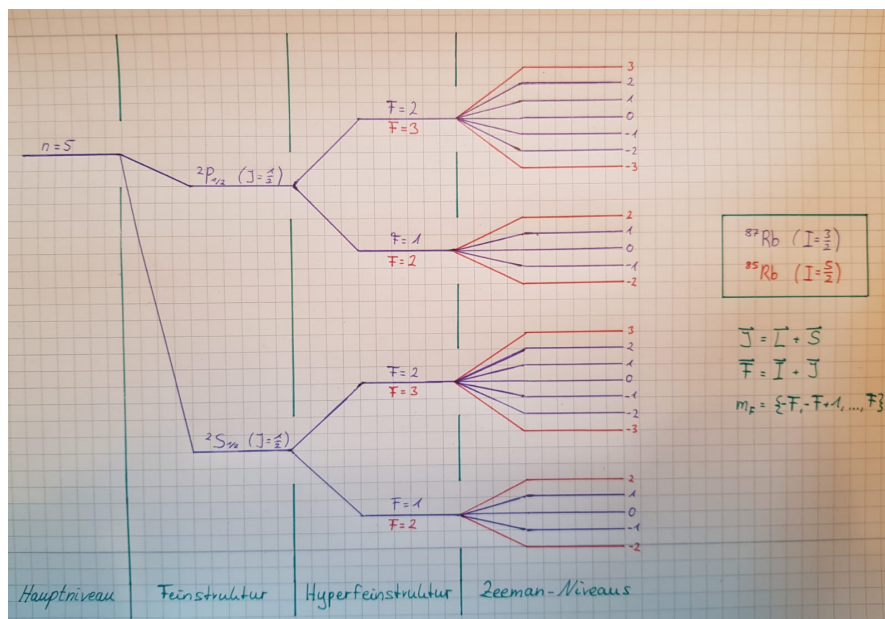 n=5
²P₁/₂ (J=1/2)
F=2
F=3
F=1
F=2
²S₁/₂ (J=1/2)
F=2
F=3
F=1
F=2
3
2
1
0
-1
-2
-3
2
1
0
-1
-2
3
2
1
0
-1
-2
-3
2
1
0
-1
-2
⁸⁷Rb (I=3/2)
⁸⁵Rb (I=5/2)
J⃗ = L⃗ + S⃗
F⃗ = I⃗ + J⃗
m_F = {-F, -F+1, ..., F}
Hauptniveau Feinstruktur Hyperfeinstruktur Zeeman-Niveaus